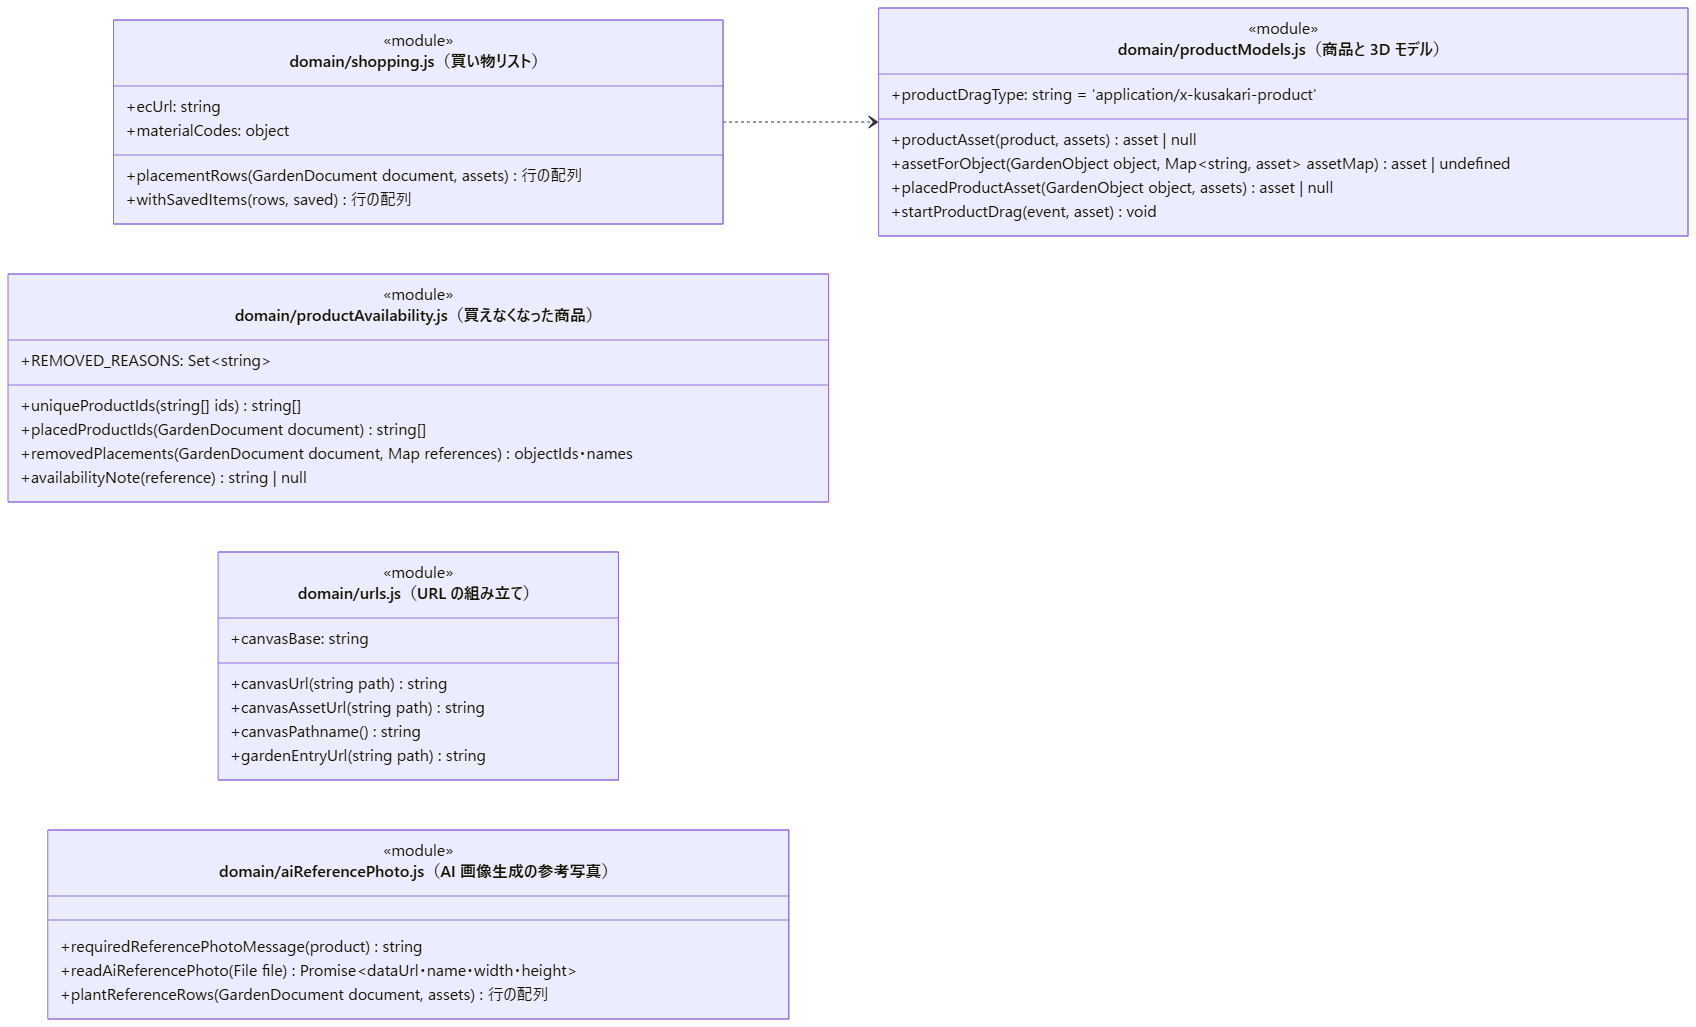 «module»
domain/shopping.js（買い物リスト）
+ecUrl: string
+materialCodes: object
+placementRows(GardenDocument document, assets) : 行の配列
+withSavedItems(rows, saved) : 行の配列
«module»
domain/productModels.js（商品と 3D モデル）
+productDragType: string = 'application/x-kusakari-product'
+productAsset(product, assets) : asset | null
+assetForObject(GardenObject object, Map<string, asset> assetMap) : asset | undefined
+placedProductAsset(GardenObject object, assets) : asset | null
+startProductDrag(event, asset) : void
«module»
domain/productAvailability.js（買えなくなった商品）
+REMOVED_REASONS: Set<string>
+uniqueProductIds(string[] ids) : string[]
+placedProductIds(GardenDocument document) : string[]
+removedPlacements(GardenDocument document, Map references) : objectIds・names
+availabilityNote(reference) : string | null
«module»
domain/urls.js（URL の組み立て）
+canvasBase: string
+canvasUrl(string path) : string
+canvasAssetUrl(string path) : string
+canvasPathname() : string
+gardenEntryUrl(string path) : string
«module»
domain/aiReferencePhoto.js（AI 画像生成の参考写真）
+requiredReferencePhotoMessage(product) : string
+readAiReferencePhoto(File file) : Promise<dataUrl・name・width・height>
+plantReferenceRows(GardenDocument document, assets) : 行の配列